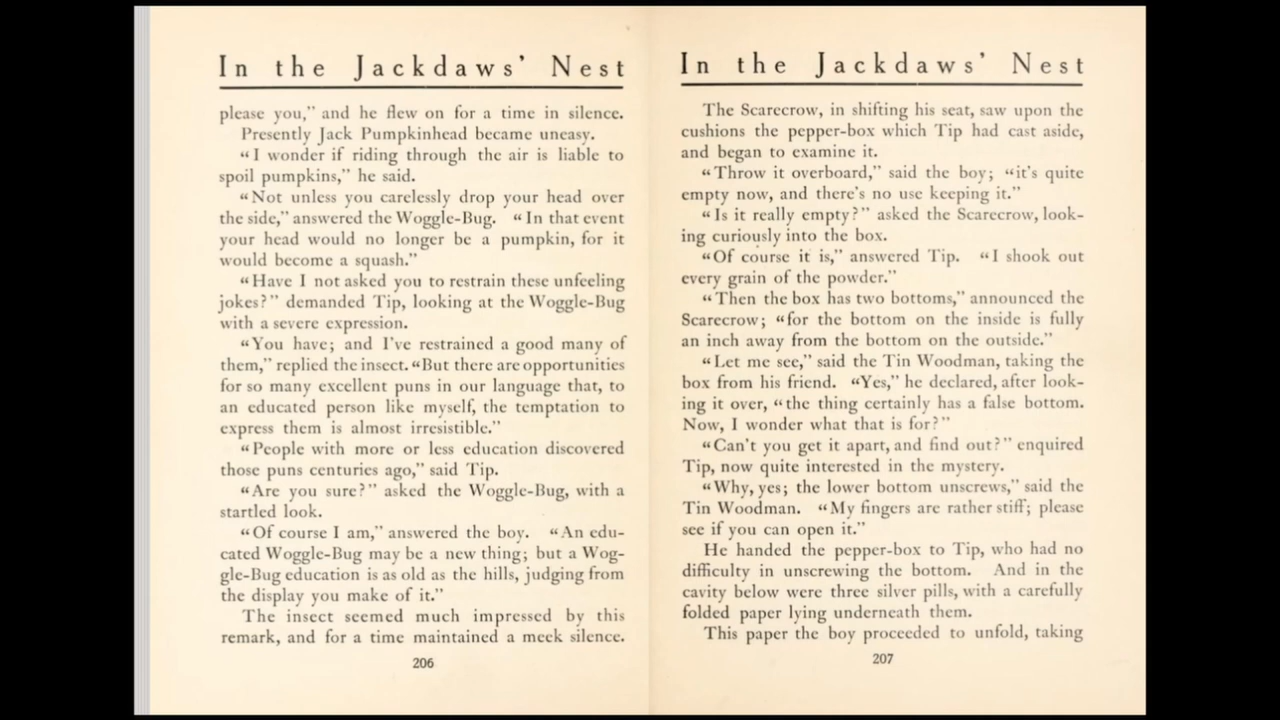 In the Jackdaws' Nest
please you,” and he flew on for a time in silence.
Presently Jack Pumpkinhead became uneasy.
“I wonder if riding through the air is liable to
spoil pumpkins,” he said.
“Not unless you carelessly drop your head over
the side,” answered the Woggle-Bug. “In that event
your head would no longer be a pumpkin, for it
would become a squash.”
“Have I not asked you to restrain these unfeeling
jokes?” demanded Tip, looking at the Woggle-Bug
with a severe expression.
“You have; and I've restrained a good many of
them,” replied the insect. “But there are opportunities
for so many excellent puns in our language that, to
an educated person like myself, the temptation to
express them is almost irresistible.”
“People with more or less education discovered
those puns centuries ago,” said Tip.
“Are you sure?” asked the Woggle-Bug, with a
startled look.
“Of course I am,” answered the boy. “An edu-
cated Woggle-Bug may be a new thing; but a Wog-
gle-Bug education is as old as the hills, judging from
the display you make of it.”
The insect seemed much impressed by this
remark, and for a time maintained a meek silence.
206
In the Jackdaws' Nest
The Scarecrow, in shifting his seat, saw upon the
cushions the pepper-box which Tip had cast aside,
and began to examine it.
“Throw it overboard,” said the boy; “it's quite
empty now, and there's no use keeping it.”
“Is it really empty?” asked the Scarecrow, look-
ing curiously into the box.
“Of course it is,” answered Tip. “I shook out
every grain of the powder.”
“Then the box has two bottoms,” announced the
Scarecrow; “for the bottom on the inside is fully
an inch away from the bottom on the outside.”
“Let me see,” said the Tin Woodman, taking the
box from his friend. “Yes,” he declared, after look-
ing it over, “the thing certainly has a false bottom.
Now, I wonder what that is for?”
“Can't you get it apart, and find out?” enquired
Tip, now quite interested in the mystery.
“Why, yes; the lower bottom unscrews,” said the
Tin Woodman. “My fingers are rather stiff; please
see if you can open it.”
He handed the pepper-box to Tip, who had no
difficulty in unscrewing the bottom. And in the
cavity below were three silver pills, with a carefully
folded paper lying underneath them.
This paper the boy proceeded to unfold, taking
207